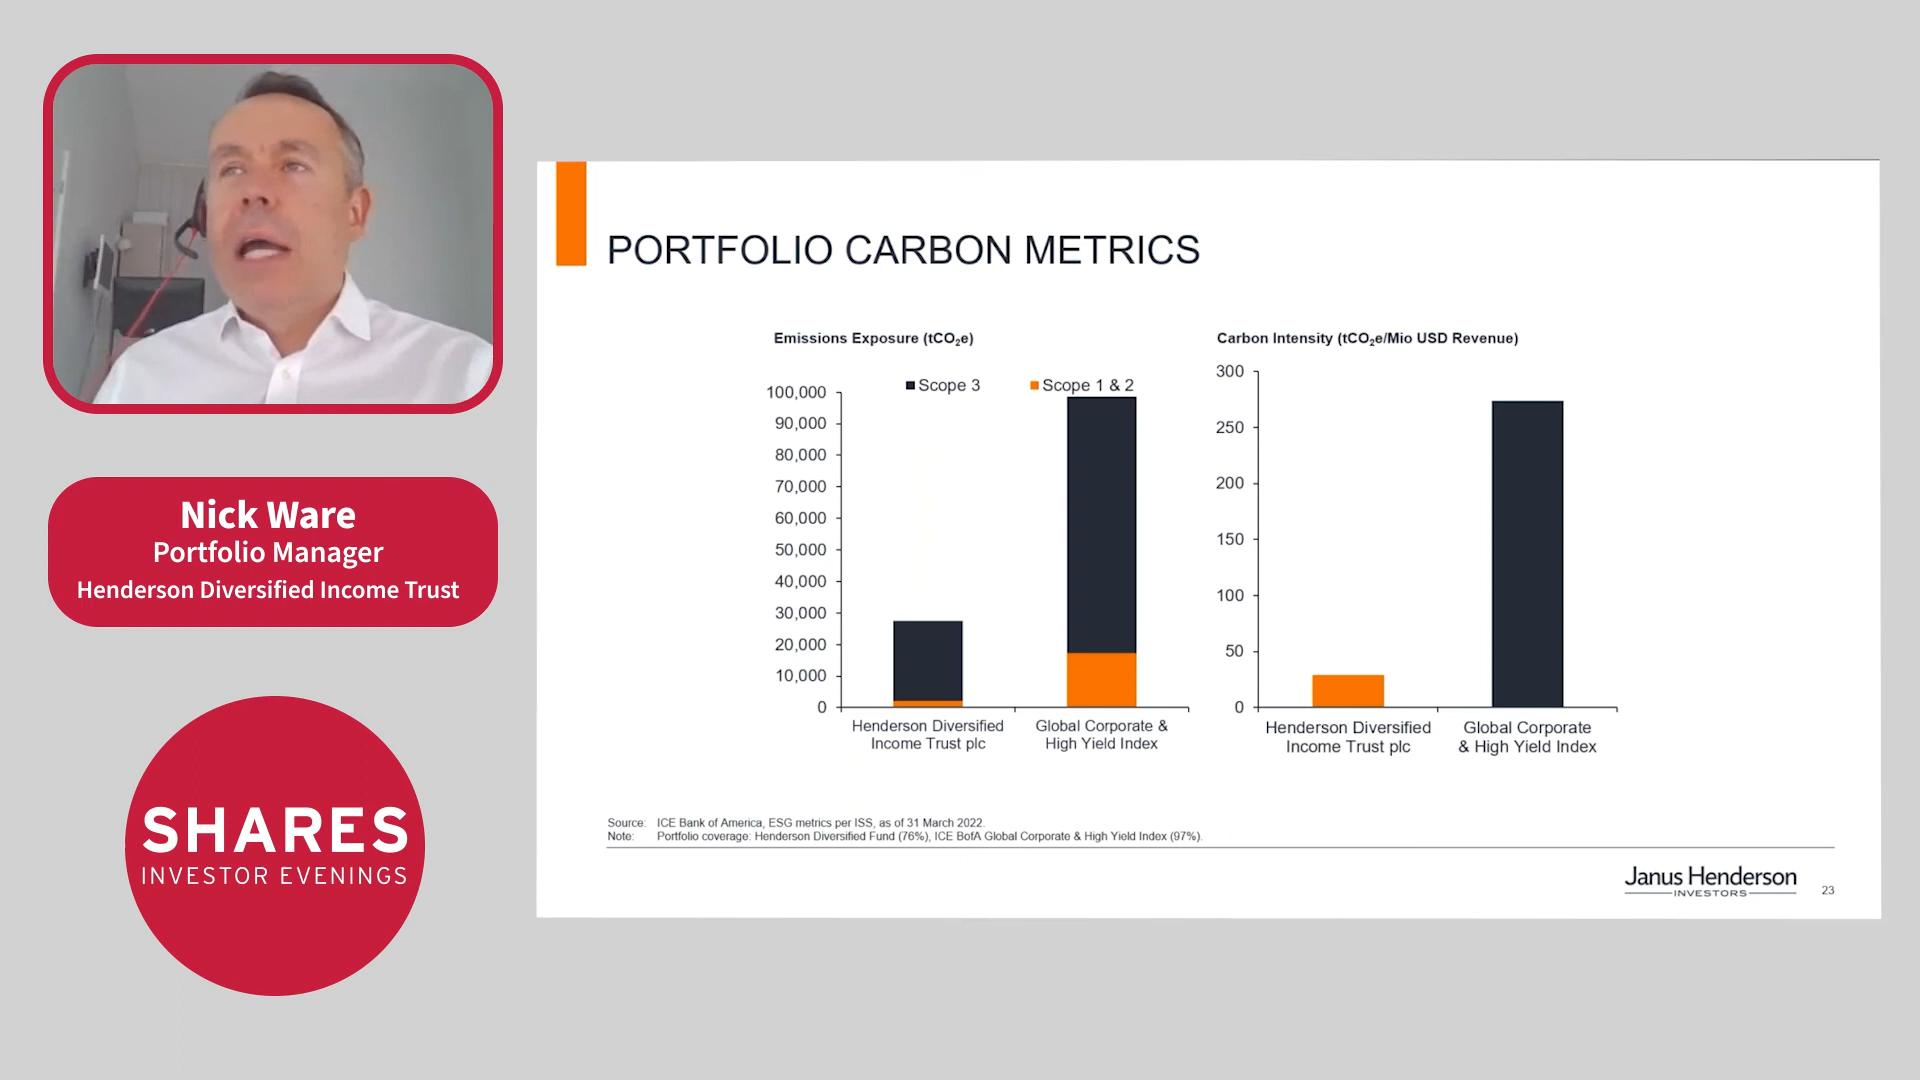 Nick Ware
Portfolio Manager
Henderson Diversified Income Trust
SHARES
INVESTOR EVENINGS
PORTFOLIO CARBON METRICS
Emissions Exposure (tCO₂e)
Scope 3
Scope 1 & 2
100,000
90,000
80,000
70,000
60,000
50,000
40,000
30,000
20,000
10,000
0
Henderson Diversified
Income Trust plc
Global Corporate &
High Yield Index
Carbon Intensity (tCO₂e/Mio USD Revenue)
300
250
200
150
100
50
0
Henderson Diversified
Income Trust plc
Global Corporate
& High Yield Index
Source: ICE Bank of America, ESG metrics per ISS, as of 31 March 2022.
Note: Portfolio coverage: Henderson Diversified Fund (76%), ICE BofA Global Corporate & High Yield Index (97%).
Janus Henderson
INVESTORS
23